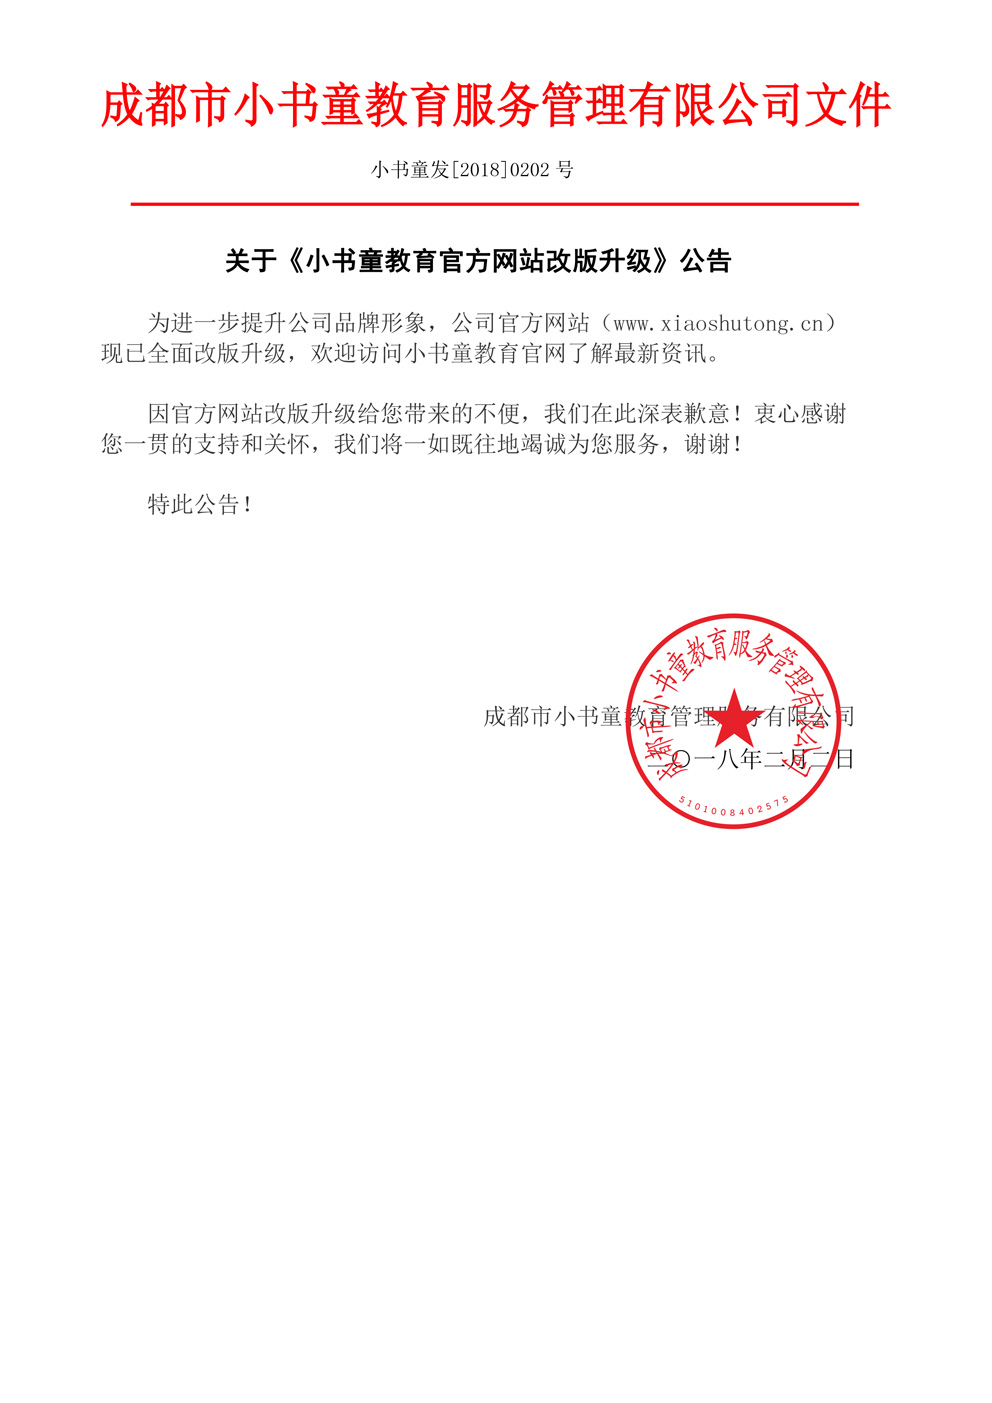 成都市小书童教育服务管理有限公司文件
小书童发[2018]0202 号
关于《小书童教育官方网站改版升级》公告
为进一步提升公司品牌形象，公司官方网站（www.xiaoshutong.cn）
现已全面改版升级，欢迎访问小书童教育官网了解最新资讯。
因官方网站改版升级给您带来的不便，我们在此深表歉意！衷心感谢
您一贯的支持和关怀，我们将一如既往地竭诚为您服务，谢谢！
特此公告！
成都市小书童教育管理服务有限公司
二〇一八年二月二日
成都市小书童教育服务管理有限公司
5101008402575